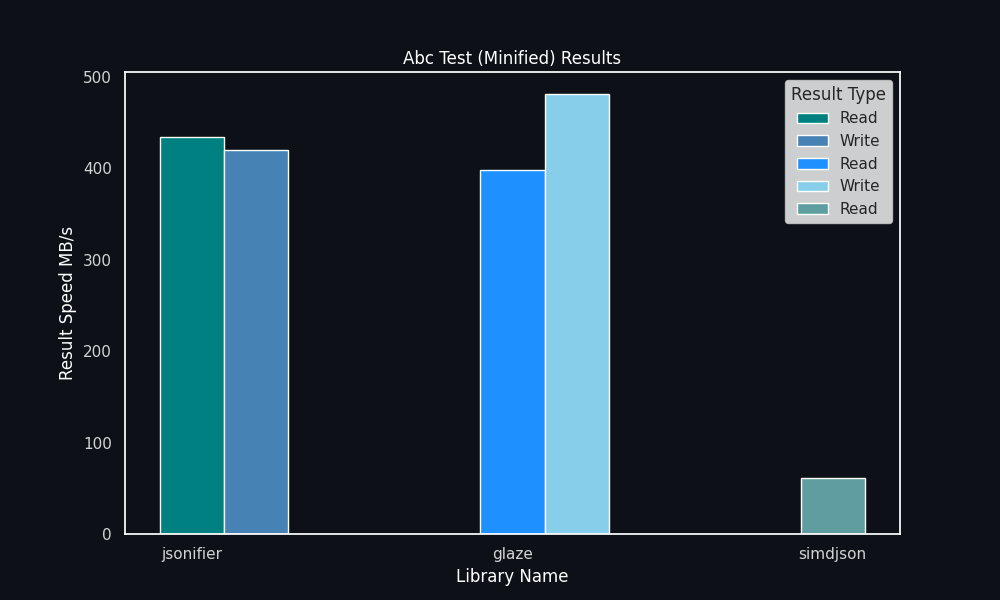 Abc Test (Minified) Results
Result Speed MB/s
500
400
300
200
100
0
Result Type
Read
Write
Read
Write
Read
jsonifier glaze simdjson
Library Name